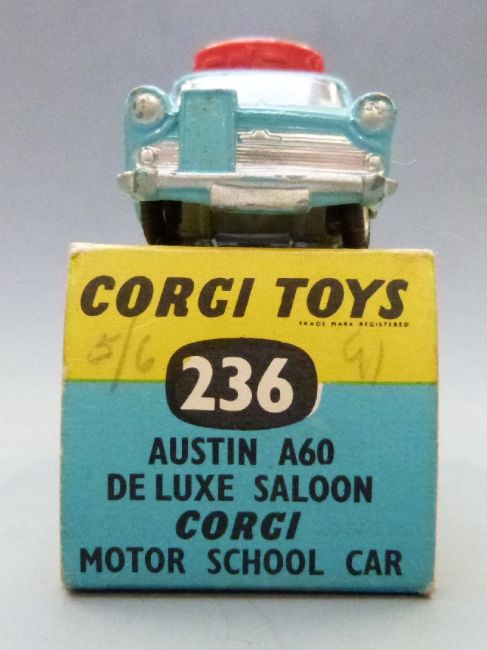 CORGI TOYS
TRADE MARK REGISTERED
5/6
236
AUSTIN A60
DE LUXE SALOON
CORGI
MOTOR SCHOOL CAR